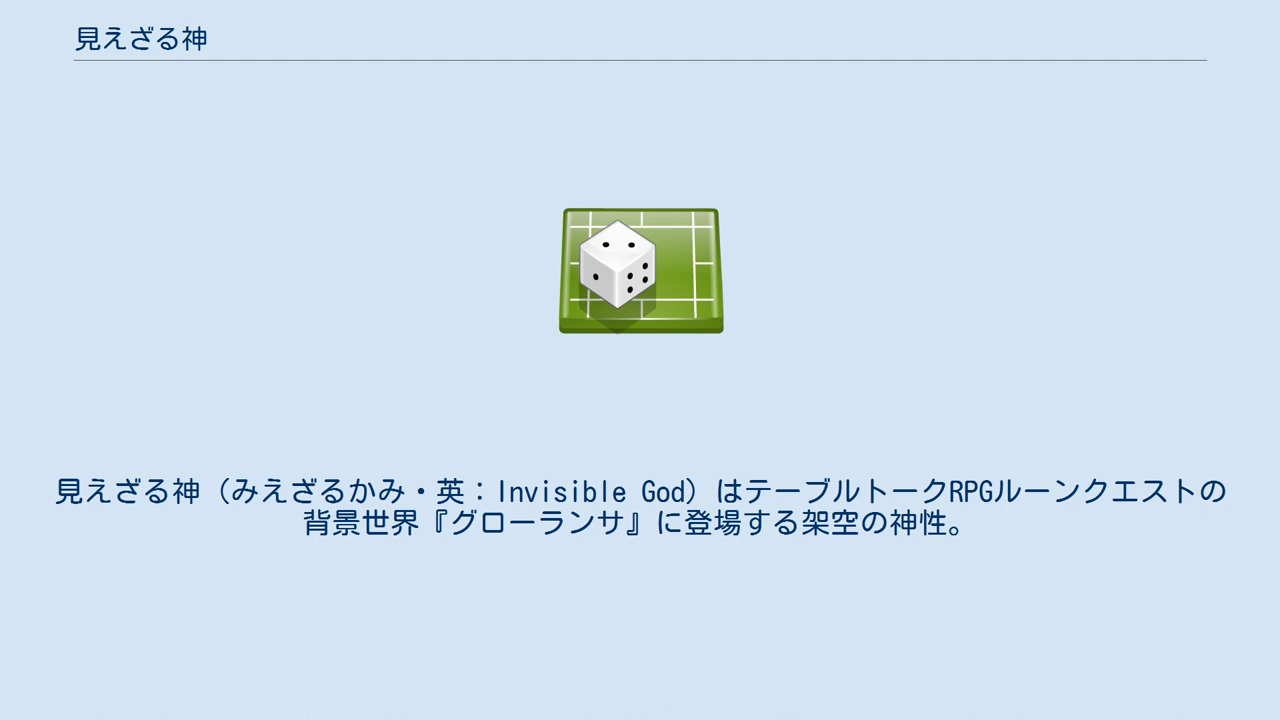 見えざる神
見えざる神（みえざるかみ・英：Invisible God）はテーブルトークRPGルーンクエストの
背景世界『グローランサ』に登場する架空の神性。